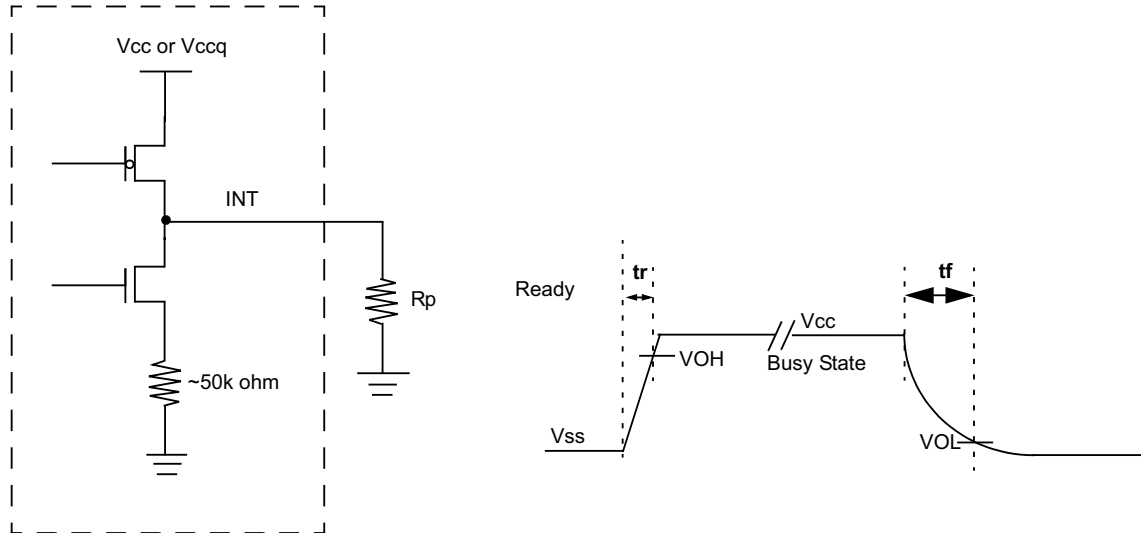 Vcc or Vccq
INT
Rp
~50k ohm
tr
tf
Ready
Vcc
VOH
Busy State
Vss
VOL